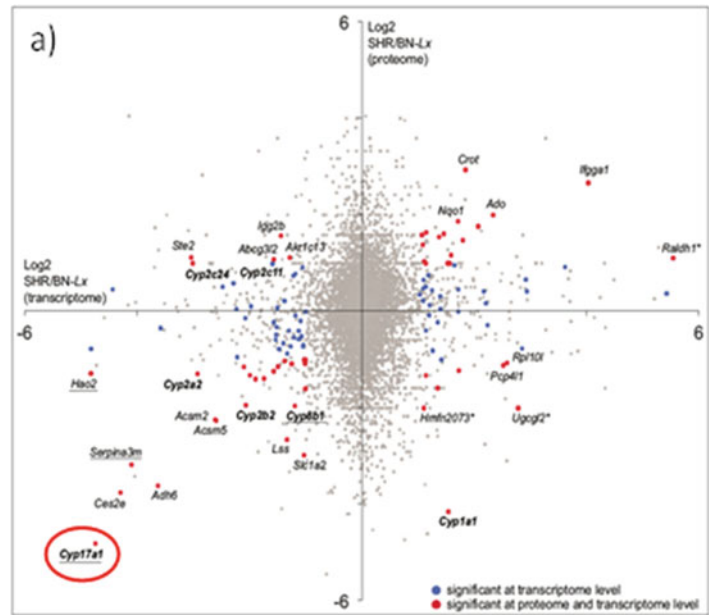 a)
6
Log2
SHR/BN-Lx
(proteome)
Crot
Ifgga1
Nqo1
Ado
Igg2b
Ste2
Abcg3l2
Akr1c13
Raldh1*
Cyp2c24
Cyp2c11
Log2
SHR/BN-Lx
(transcriptome)
-6
6
Rpl10l
Pcp4l1
Hao2
Cyp2a2
Acsm2
Cyp2b2
Cyp8b1
Hmfn2073*
Ugcgl2*
Acsm5
Lss
Slc1a2
Serpina3m
Ces2e
Adh6
Cyp1a1
Cyp17a1
significant at transcriptome level
significant at proteome and transcriptome level
-6